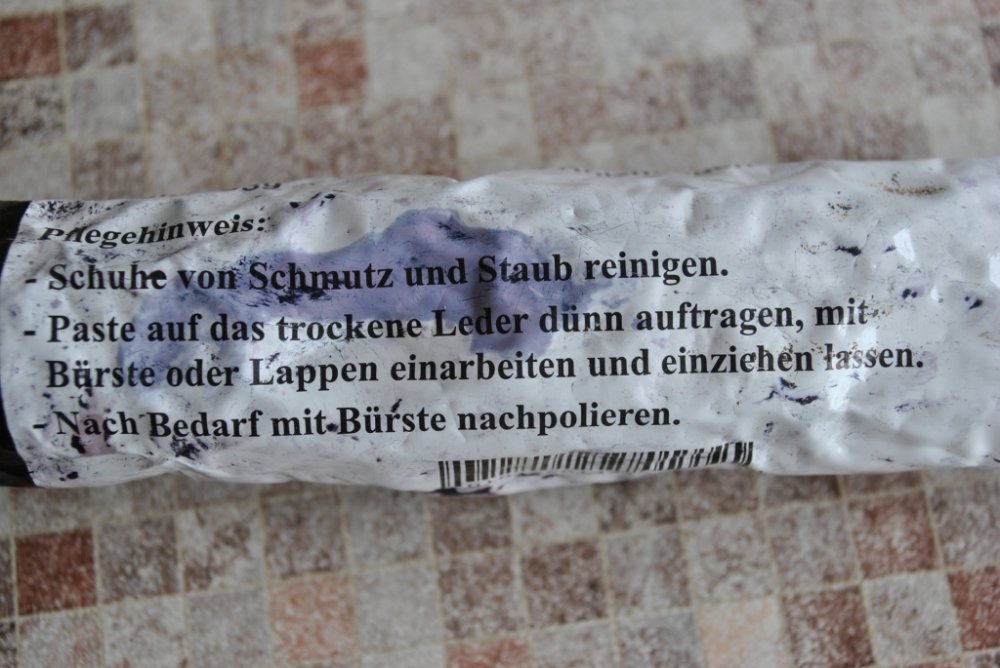 Pflegehinweis:
- Schuhe von Schmutz und Staub reinigen.
- Paste auf das trockene Leder dünn auftragen, mit
Bürste oder Lappen einarbeiten und einziehen lassen.
- Nach Bedarf mit Bürste nachpolieren.